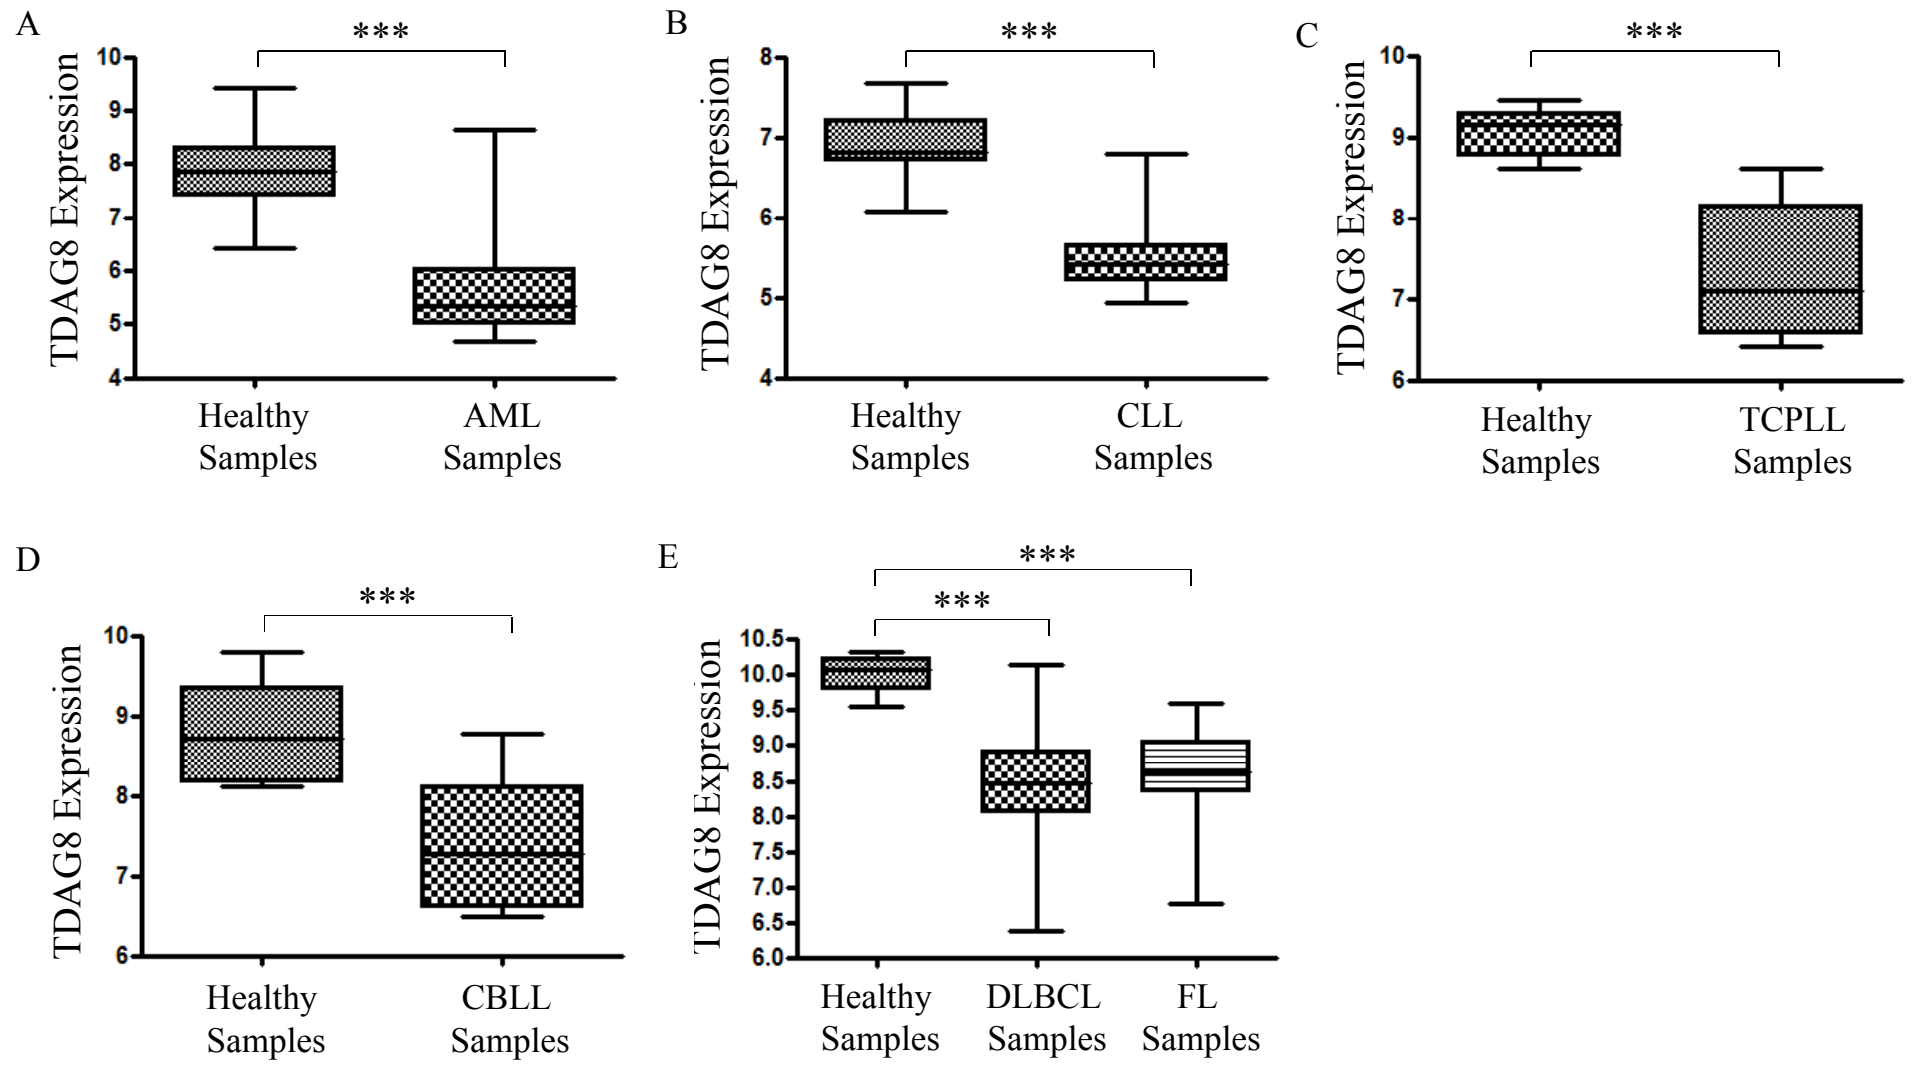 A
***
TDAG8 Expression
10
9
8
7
6
5
4
Healthy
Samples
AML
Samples
B
***
TDAG8 Expression
8
7
6
5
4
Healthy
Samples
CLL
Samples
C
***
TDAG8 Expression
10
9
8
7
6
Healthy
Samples
TCPLL
Samples
D
***
TDAG8 Expression
10
9
8
7
6
Healthy
Samples
CBLL
Samples
E
***
***
TDAG8 Expression
10.5
10.0
9.5
9.0
8.5
8.0
7.5
7.0
6.5
6.0
Healthy
Samples
DLBCL
Samples
FL
Samples